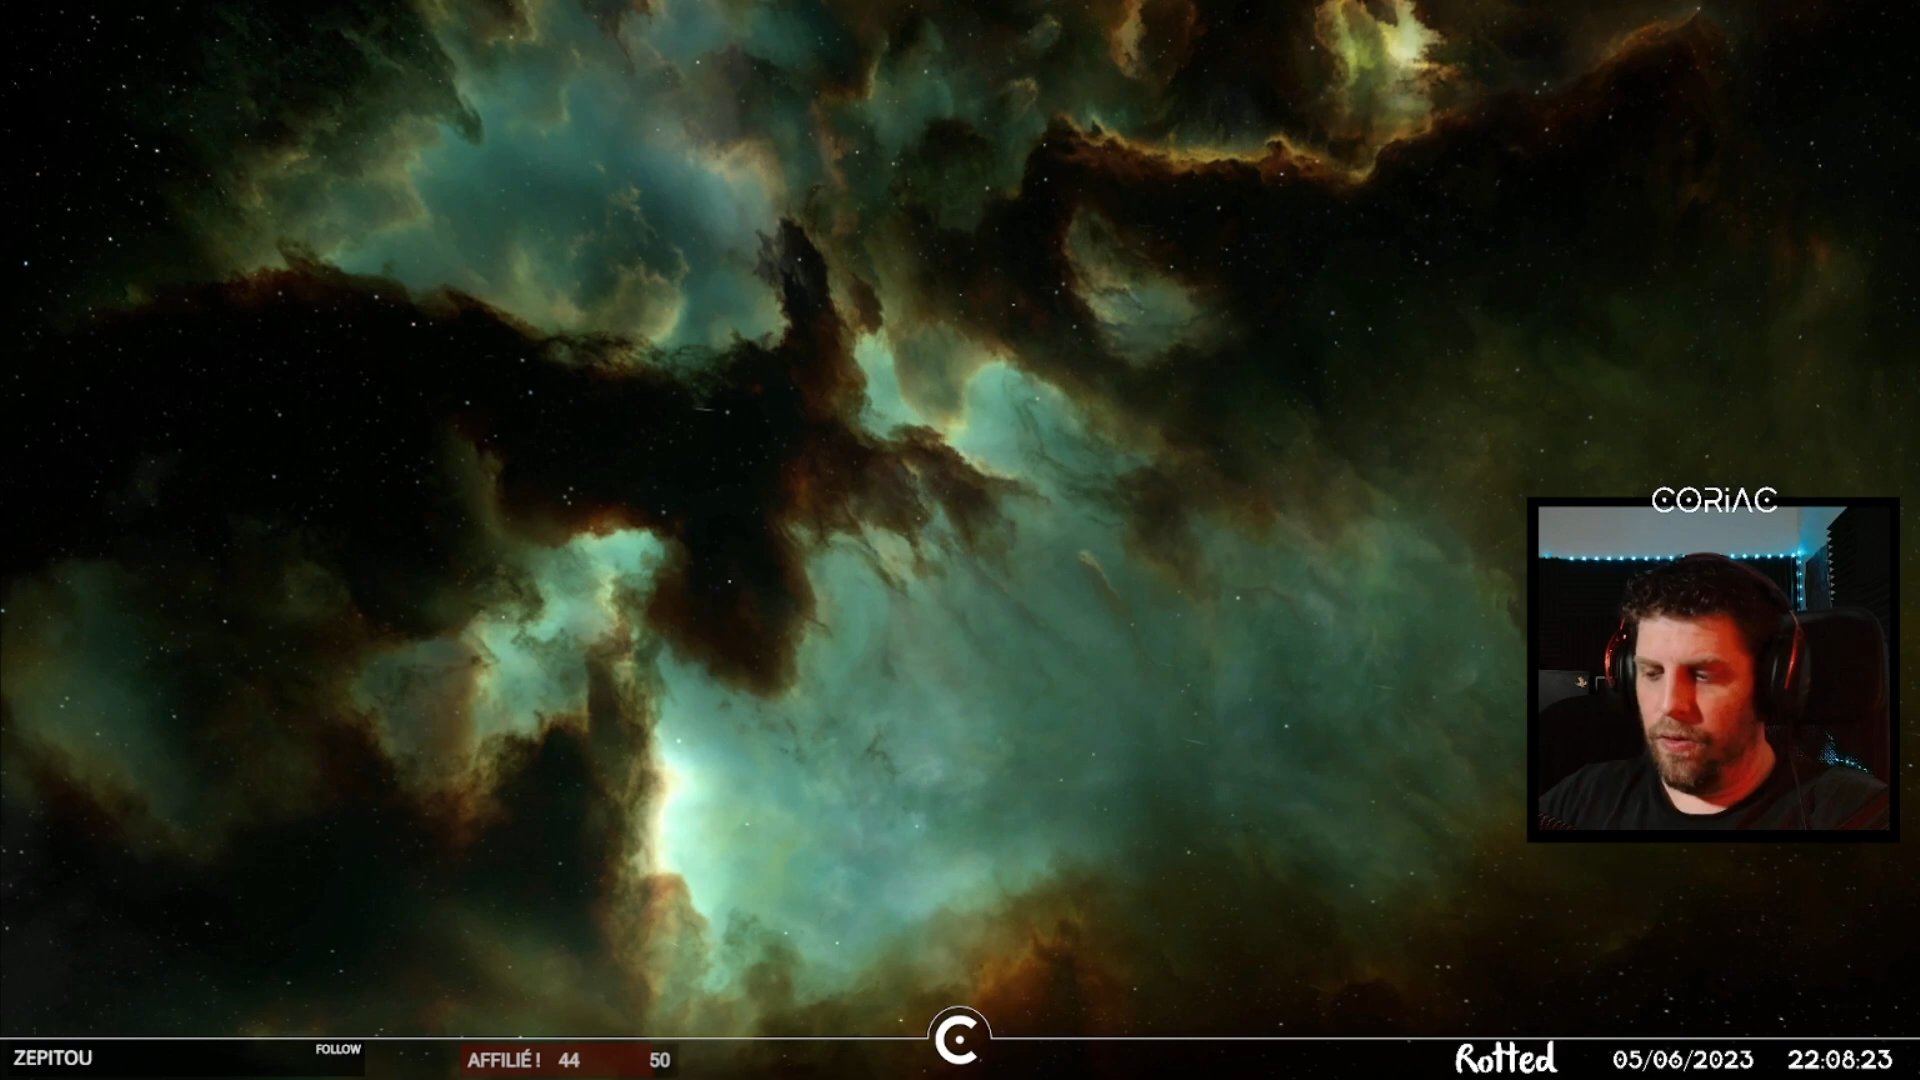 CORiAC
ZEPITOU
FOLLOW
AFFILIÉ ! 44 50
Rotted
05/06/2023 22:08:23